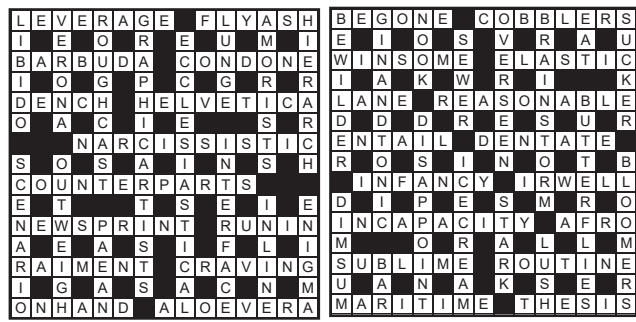 LEVERAGE FLYASH
I E O R E U M I
BARBUDA CONDONE
I O G P C G R R
DENCH HELVETICA
O A C I E S R
NARCISSISTIC
S O S A I N S H
COUNTERPARTS
E T T S E I E
NEWSPRINT RUNIN
A E A S I F L I
RAIMENT CRAVING
I G A S A C N M
ONHAND ALOEVERA
BEGONE COBBLERS
E I O S V R A U
WINSOME ELASTIC
I A K W R I K
LANE REASONABLE
D D D R E S U R
ENTAIL DENTATE
R O S I N O T B
INFANCY IRWELL
D I P E S M R O
INCAPACITY AFRO
M O R A L L M
SUBLIME ROUTINE
U A N A K S E R
MARITIME THESIS